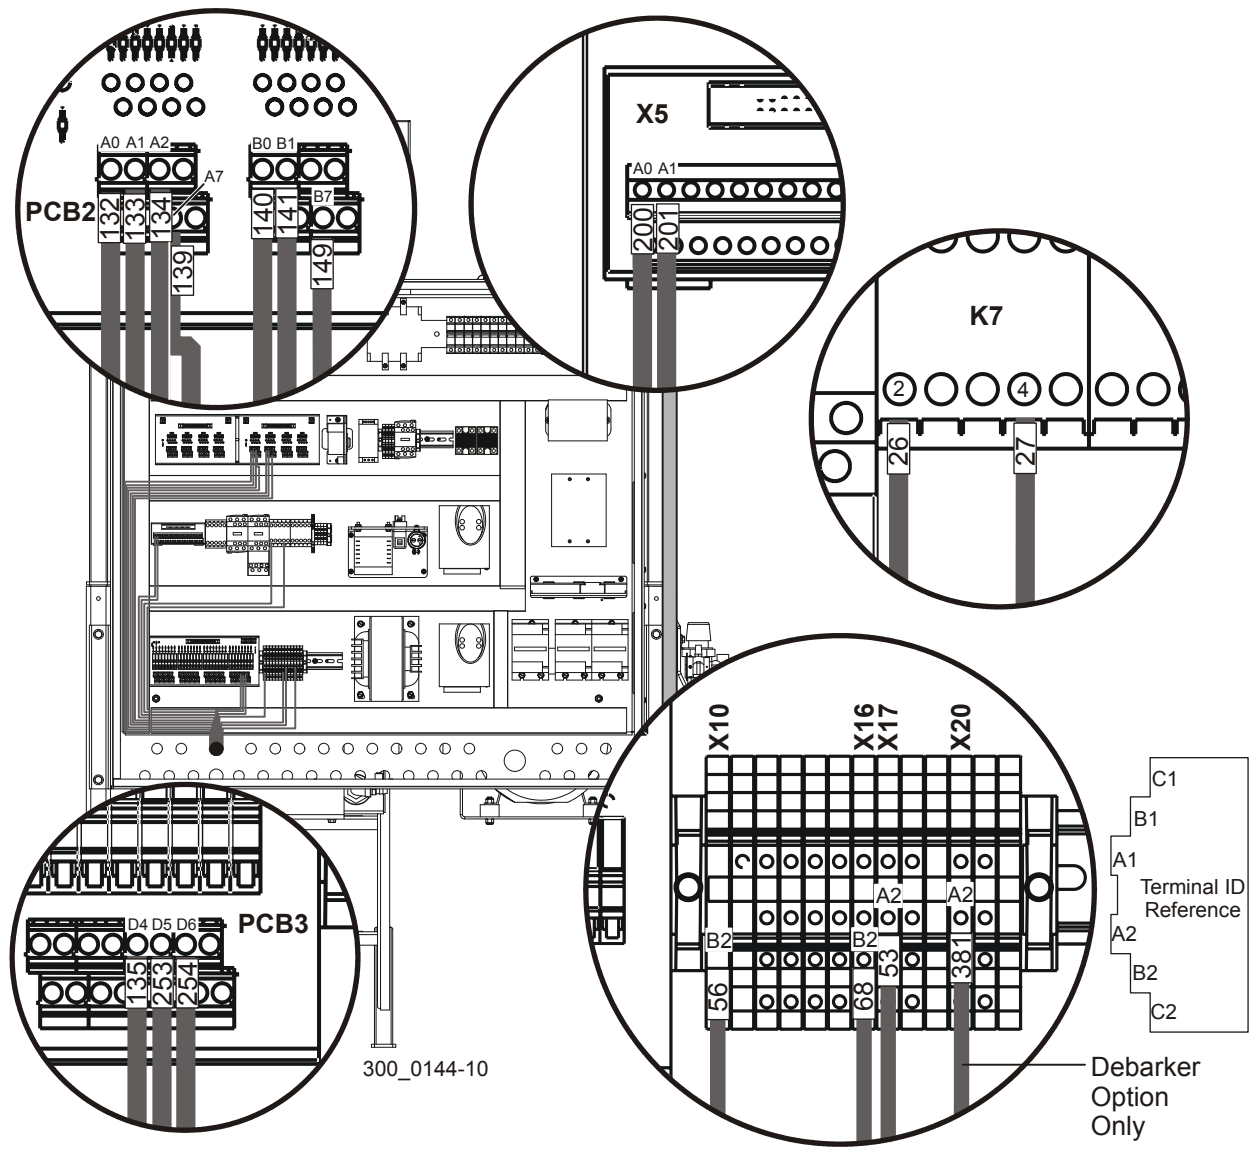 A0 A1 A2
B0 B1
A7
B7
PCB2
132
133
134
139
140
141
149
X5
A0 A1
200
201
K7
2
4
26
27
X10
X16
X17
X20
A2
A2
B2
B2
56
68
53
381
C1
B1
A1
Terminal ID
Reference
A2
B2
C2
Debarker
Option
Only
D4 D5 D6
PCB3
135
253
254
300_0144-10